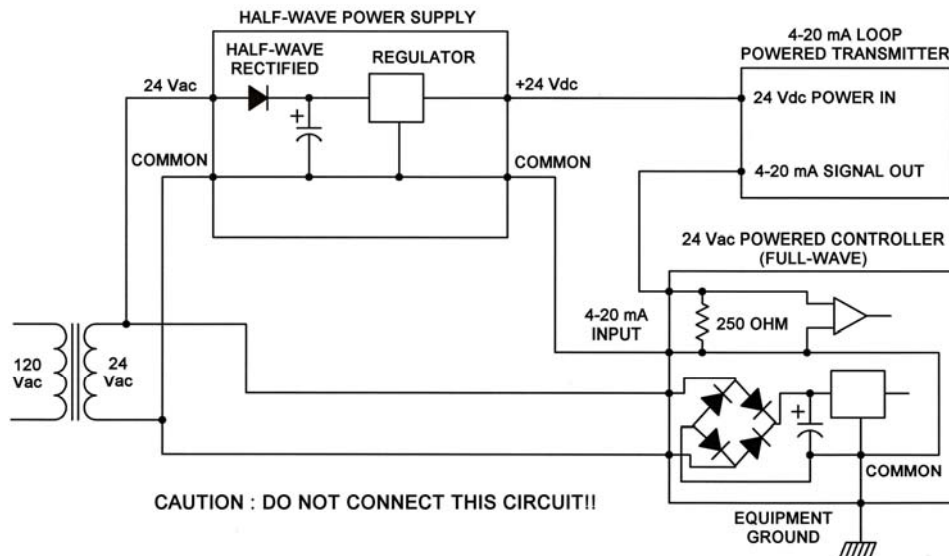 HALF-WAVE POWER SUPPLY
HALF-WAVE
RECTIFIED
REGULATOR
24 Vac
+24 Vdc
COMMON
COMMON
4-20 mA LOOP
POWERED TRANSMITTER
24 Vdc POWER IN
4-20 mA SIGNAL OUT
24 Vac POWERED CONTROLLER
(FULL-WAVE)
4-20 mA
INPUT
250 OHM
120
Vac
24
Vac
+
+
COMMON
CAUTION : DO NOT CONNECT THIS CIRCUIT!!
EQUIPMENT
GROUND